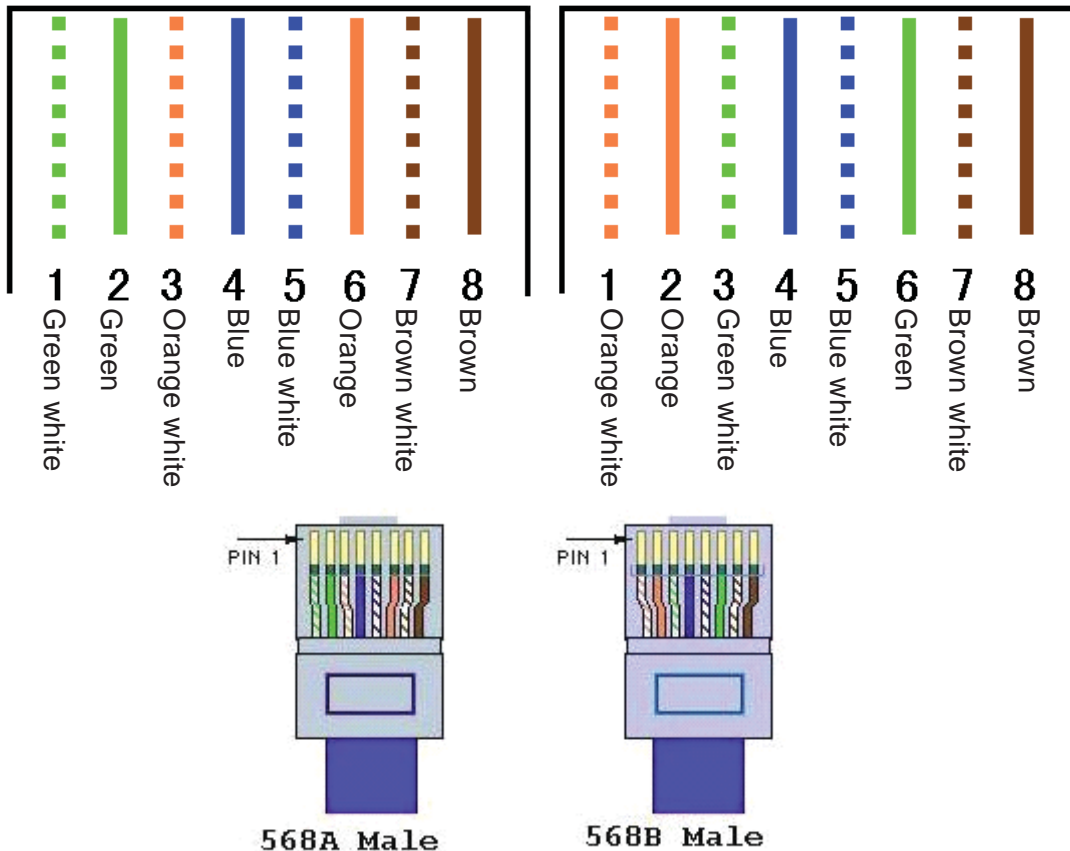 1 2 3 4 5 6 7 8
Green white
Green
Orange white
Blue
Blue white
Orange
Brown white
Brown
1 2 3 4 5 6 7 8
Orange white
Orange
Green white
Blue
Blue white
Green
Brown white
Brown
PIN 1
568A Male
PIN 1
568B Male